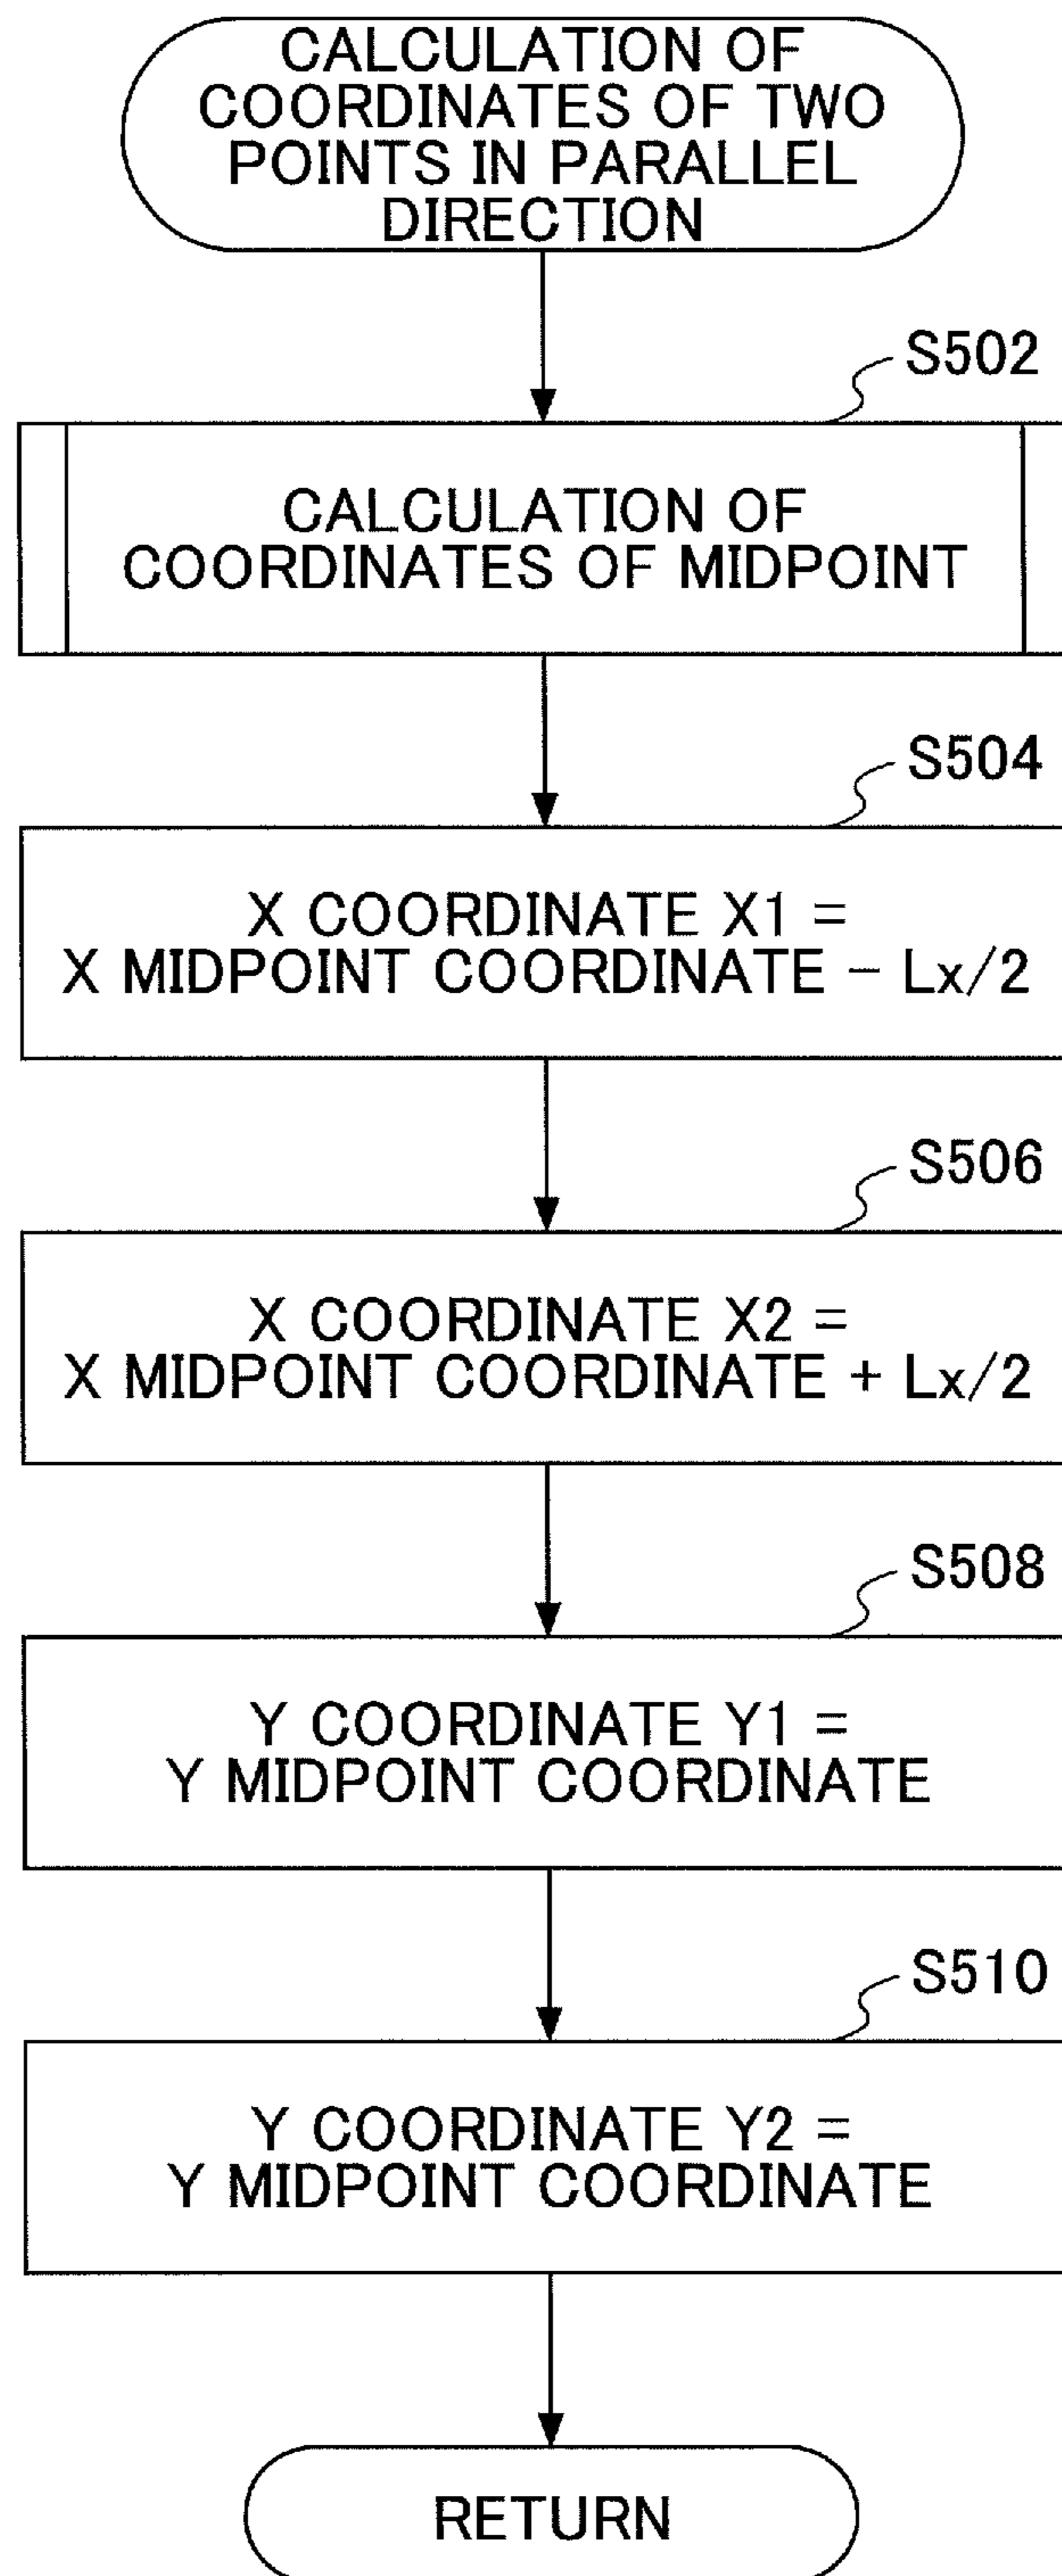 CALCULATION OF
COORDINATES OF TWO
POINTS IN PARALLEL
DIRECTION
S502
CALCULATION OF
COORDINATES OF MIDPOINT
S504
X COORDINATE X1 =
X MIDPOINT COORDINATE − Lx/2
S506
X COORDINATE X2 =
X MIDPOINT COORDINATE + Lx/2
S508
Y COORDINATE Y1 =
Y MIDPOINT COORDINATE
S510
Y COORDINATE Y2 =
Y MIDPOINT COORDINATE
RETURN